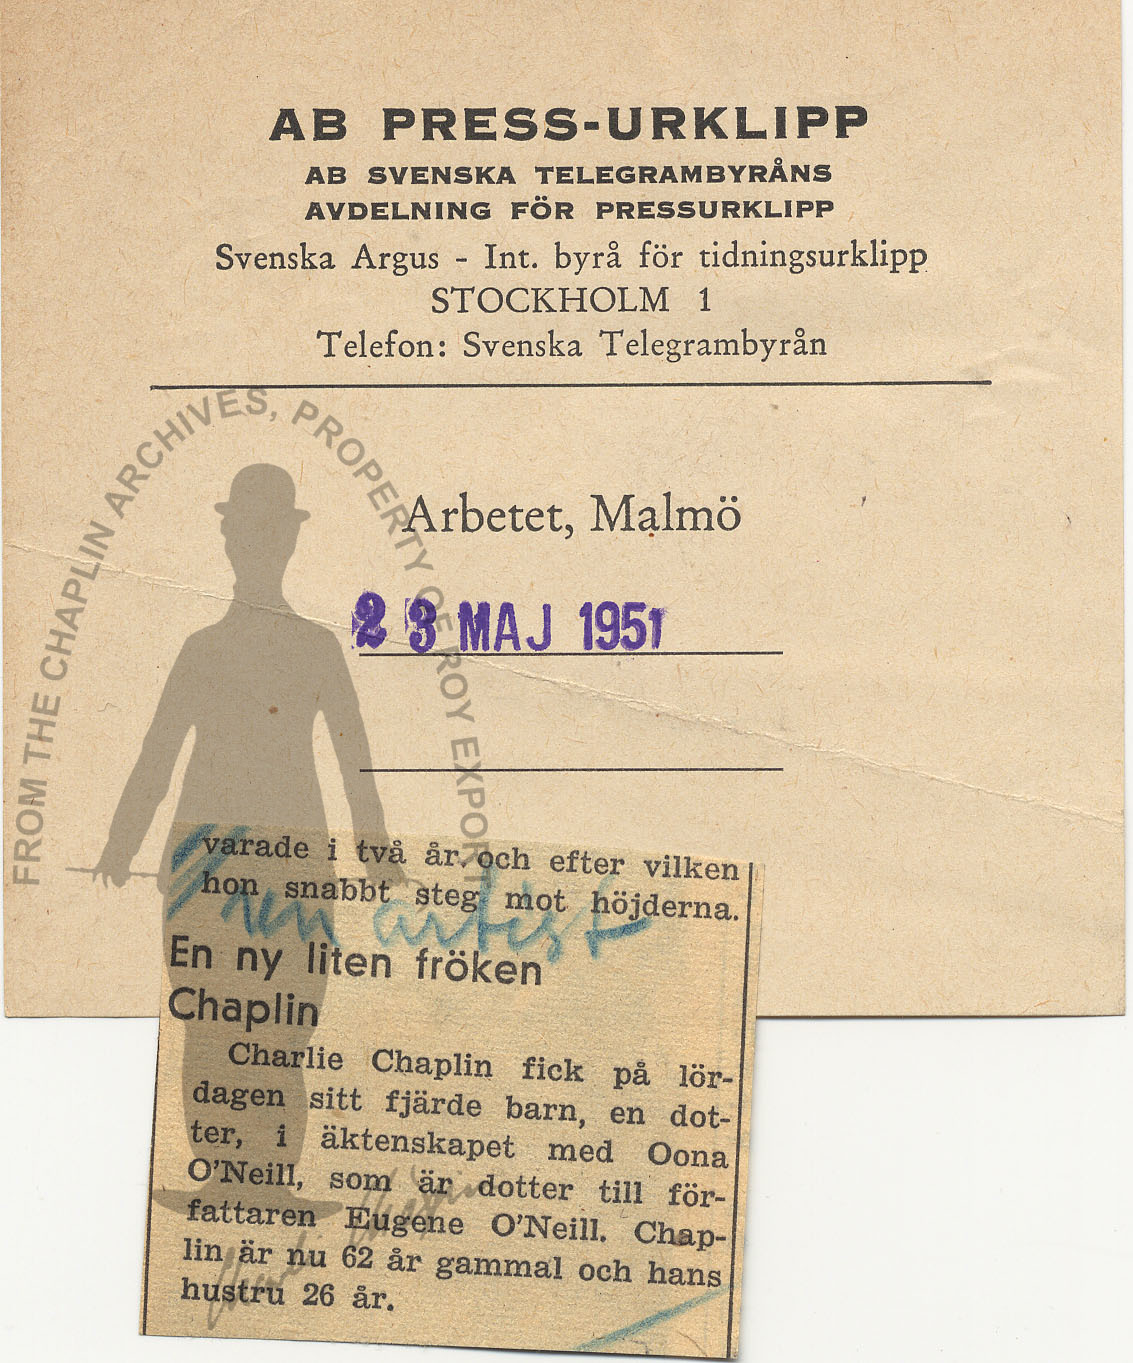 AB PRESS-URKLIPP
AB SVENSKA TELEGRAMBYRÅNS
AVDELNING FÖR PRESSURKLIPP
Svenska Argus - Int. byrå för tidningsurklipp
STOCKHOLM 1
Telefon: Svenska Telegrambyrån
FROM THE CHAPLIN ARCHIVES, PROPERTY OF ROY EXPORT
Arbetet, Malmö
23 MAJ 1951
varade i två år och efter vilken
hon snabbt steg mot höjderna.
artist
En ny liten fröken
Chaplin
Charlie Chaplin fick på lör-
dagen sitt fjärde barn, en dot-
ter, i äktenskapet med Oona
O'Neill, som är dotter till för-
fattaren Eugene O'Neill. Chap-
lin är nu 62 år gammal och hans
hustru 26 år.